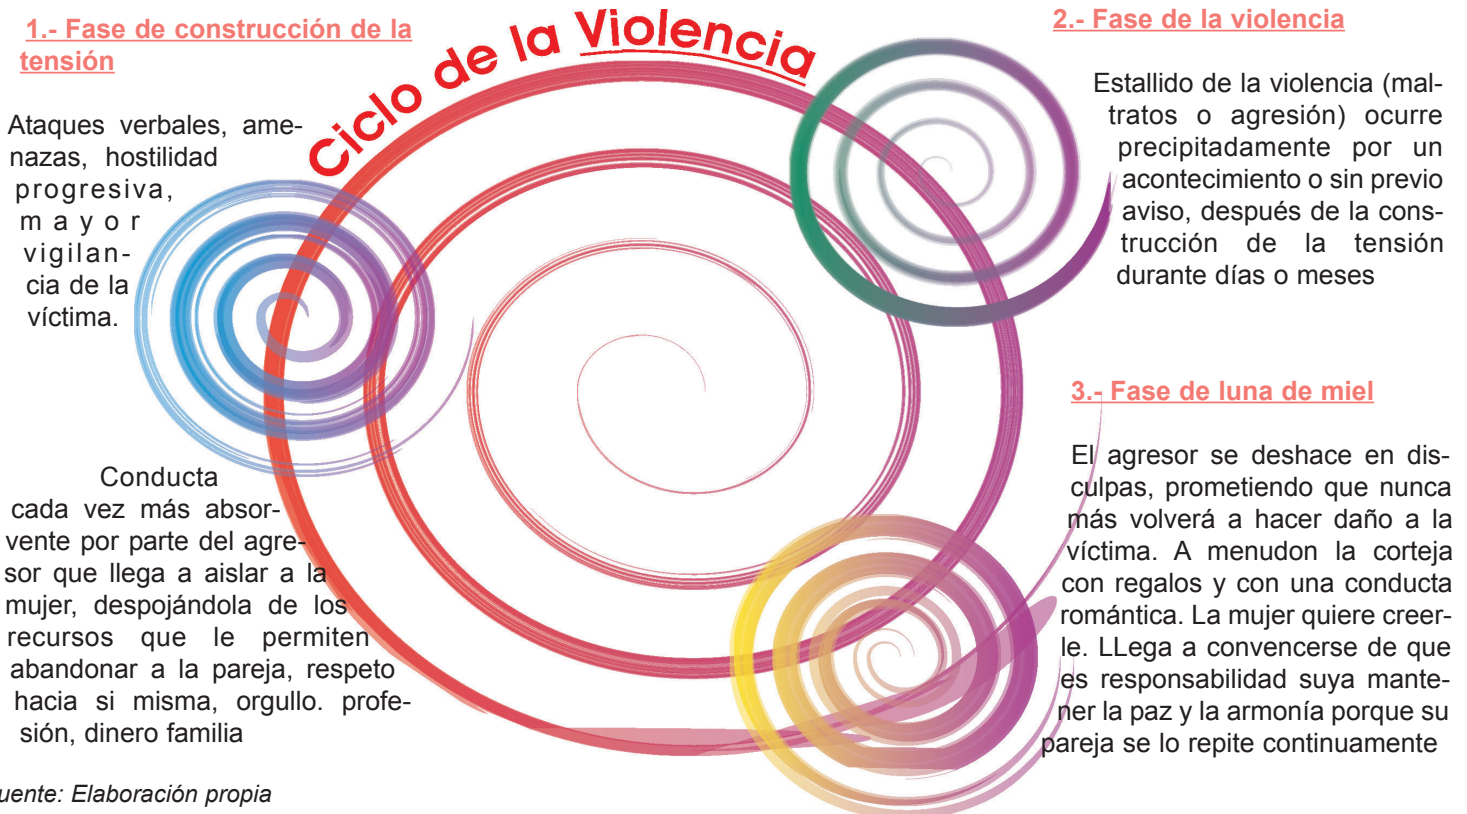 Ciclo de la Violencia
1.- Fase de construcción de la
tensión
Ataques verbales, ame-
nazas, hostilidad
progresiva,
mayor
vigilan-
cia de la
víctima.
Conducta
cada vez más absor-
vente por parte del agre-
sor que llega a aislar a la
mujer, despojándola de los
recursos que le permiten
abandonar a la pareja, respeto
hacia si misma, orgullo. profe-
sión, dinero familia
2.- Fase de la violencia
Estallido de la violencia (mal-
tratos o agresión) ocurre
precipitadamente por un
acontecimiento o sin previo
aviso, después de la cons-
trucción de la tensión
durante días o meses
3.- Fase de luna de miel
El agresor se deshace en dis-
culpas, prometiendo que nunca
más volverá a hacer daño a la
víctima. A menudon la corteja
con regalos y con una conducta
romántica. La mujer quiere creer-
le. LLega a convencerse de que
es responsabilidad suya mante-
ner la paz y la armonía porque su
pareja se lo repite continuamente
uente: Elaboración propia